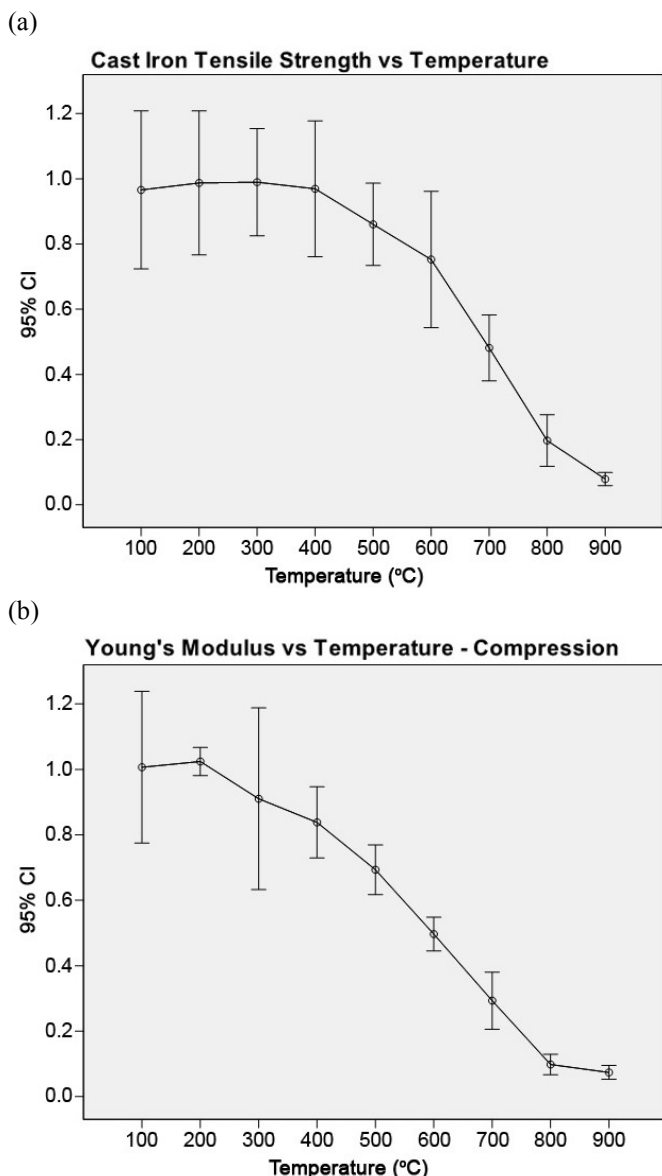 (a)
Cast Iron Tensile Strength vs Temperature
1.2
1.0
0.8
0.6
0.4
0.2
0.0
95% CI
100 200 300 400 500 600 700 800 900
Temperature (ºC)
(b)
Young's Modulus vs Temperature - Compression
1.2
1.0
0.8
0.6
0.4
0.2
0.0
95% CI
100 200 300 400 500 600 700 800 900
Temperature (ºC)